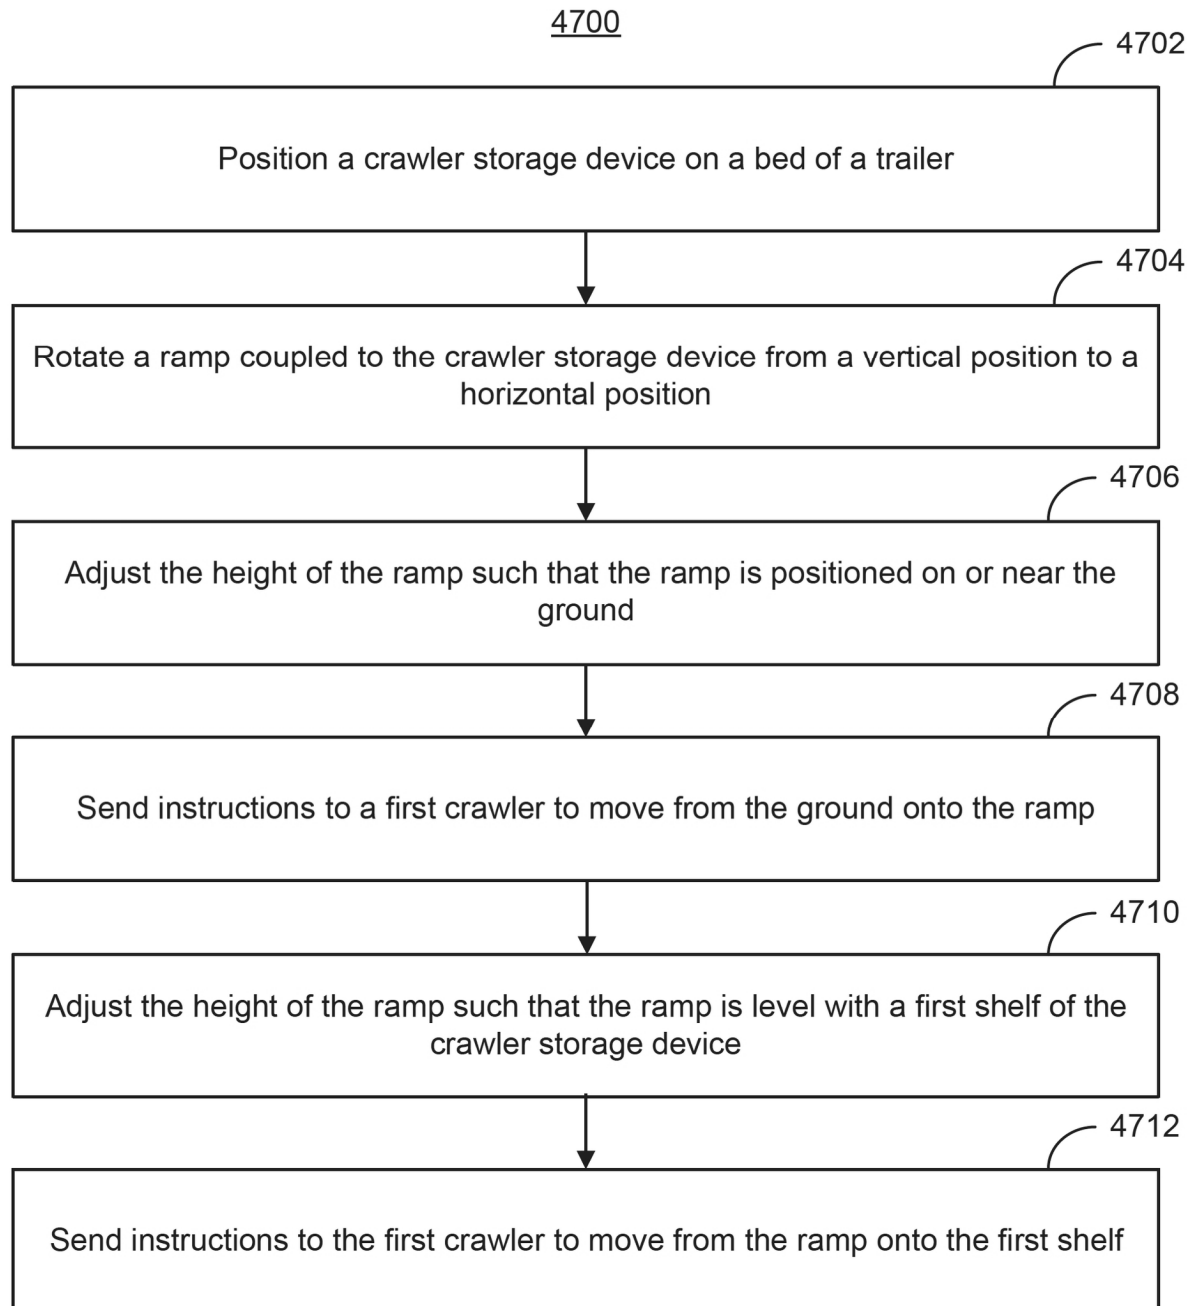 4700
4702
Position a crawler storage device on a bed of a trailer
4704
Rotate a ramp coupled to the crawler storage device from a vertical position to a
horizontal position
4706
Adjust the height of the ramp such that the ramp is positioned on or near the
ground
4708
Send instructions to a first crawler to move from the ground onto the ramp
4710
Adjust the height of the ramp such that the ramp is level with a first shelf of the
crawler storage device
4712
Send instructions to the first crawler to move from the ramp onto the first shelf